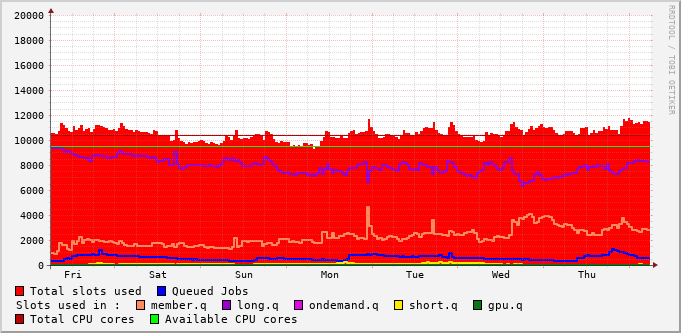 20000
18000
16000
14000
12000
10000
8000
6000
4000
2000
0
Fri Sat Sun Mon Tue Wed Thu
RRDTOOL / TOBI OETIKER
Total slots used Queued Jobs
Slots used in : member.q long.q ondemand.q short.q gpu.q
Total CPU cores Available CPU cores